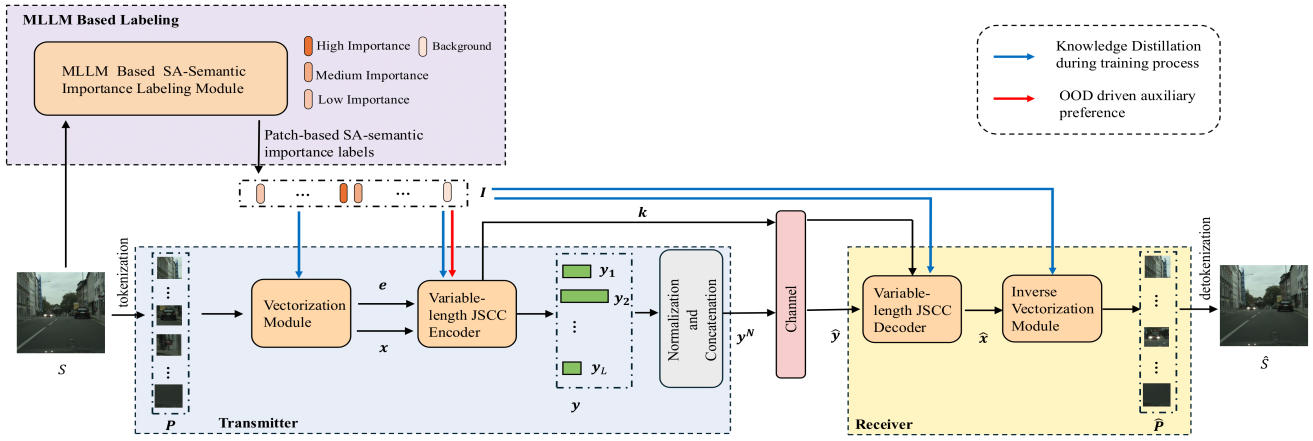 MLLM Based Labeling
MLLM Based SA-Semantic
Importance Labeling Module
High Importance
Background
Medium Importance
Low Importance
Patch-based SA-semantic
importance labels
Knowledge Distillation
during training process
OOD driven auxiliary
preference
... ... I
k
tokenization
detokenization
Vectorization
Module
e
x
Variable-
length JSCC
Encoder
y₁
y₂
⋮
y_L
y
Normalization
and
Concatenation
y^N
Channel
ŷ
Variable-
length JSCC
Decoder
x̂
Inverse
Vectorization
Module
S
P
Transmitter
Receiver
P̂
Ŝ